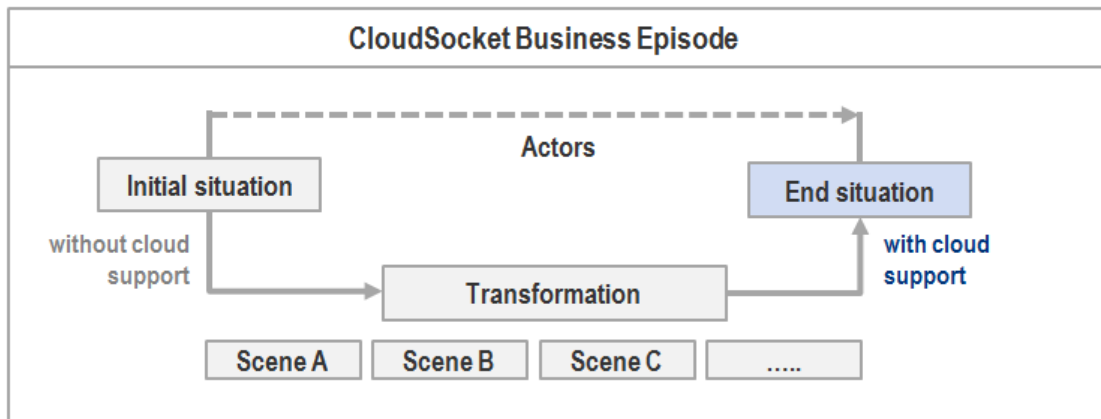 CloudSocket Business Episode
Actors
Initial situation
End situation
without cloud
support
with cloud
support
Transformation
Scene A
Scene B
Scene C
.....